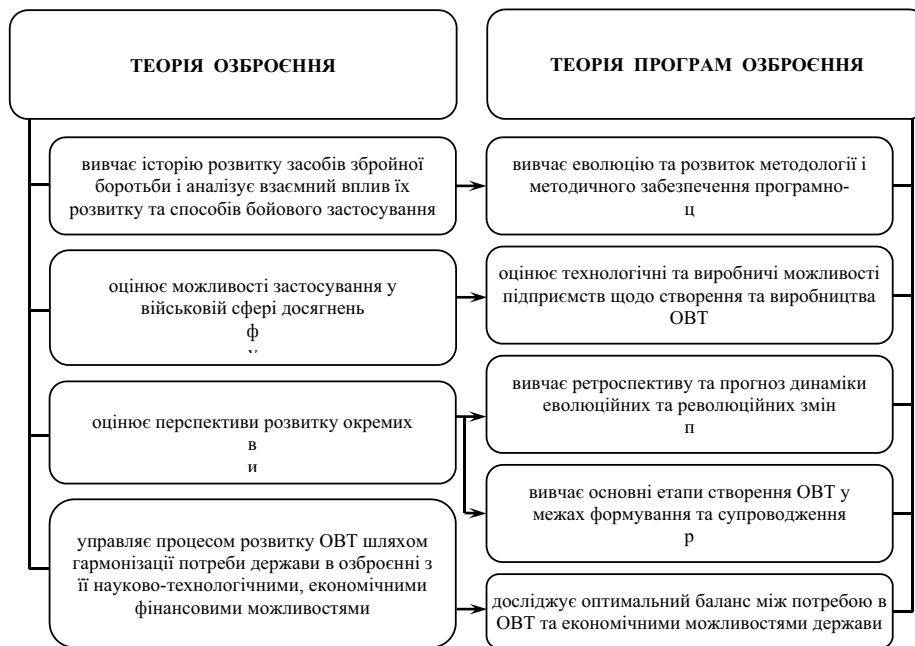 ТЕОРІЯ ОЗБРОЄННЯ
вивчає історію розвитку засобів збройної
боротьби і аналізує взаємний вплив їх
розвитку та способів бойового застосування
оцінює можливості застосування у
військовій сфері досягнень
ф
оцінює перспективи розвитку окремих
в
и
управляє процесом розвитку ОВТ шляхом
гармонізації потреби держави в озброєнні з
її науково-технологічними, економічними
фінансовими можливостями
ТЕОРІЯ ПРОГРАМ ОЗБРОЄННЯ
вивчає еволюцію та розвиток методології і
методичного забезпечення програмно-
ц
оцінює технологічні та виробничі можливості
підприємств щодо створення та виробництва
ОВТ
вивчає ретроспективу та прогноз динаміки
еволюційних та революційних змін
п
вивчає основні етапи створення ОВТ у
межах формування та супроводження
р
досліджує оптимальний баланс між потребою в
ОВТ та економічними можливостями держави